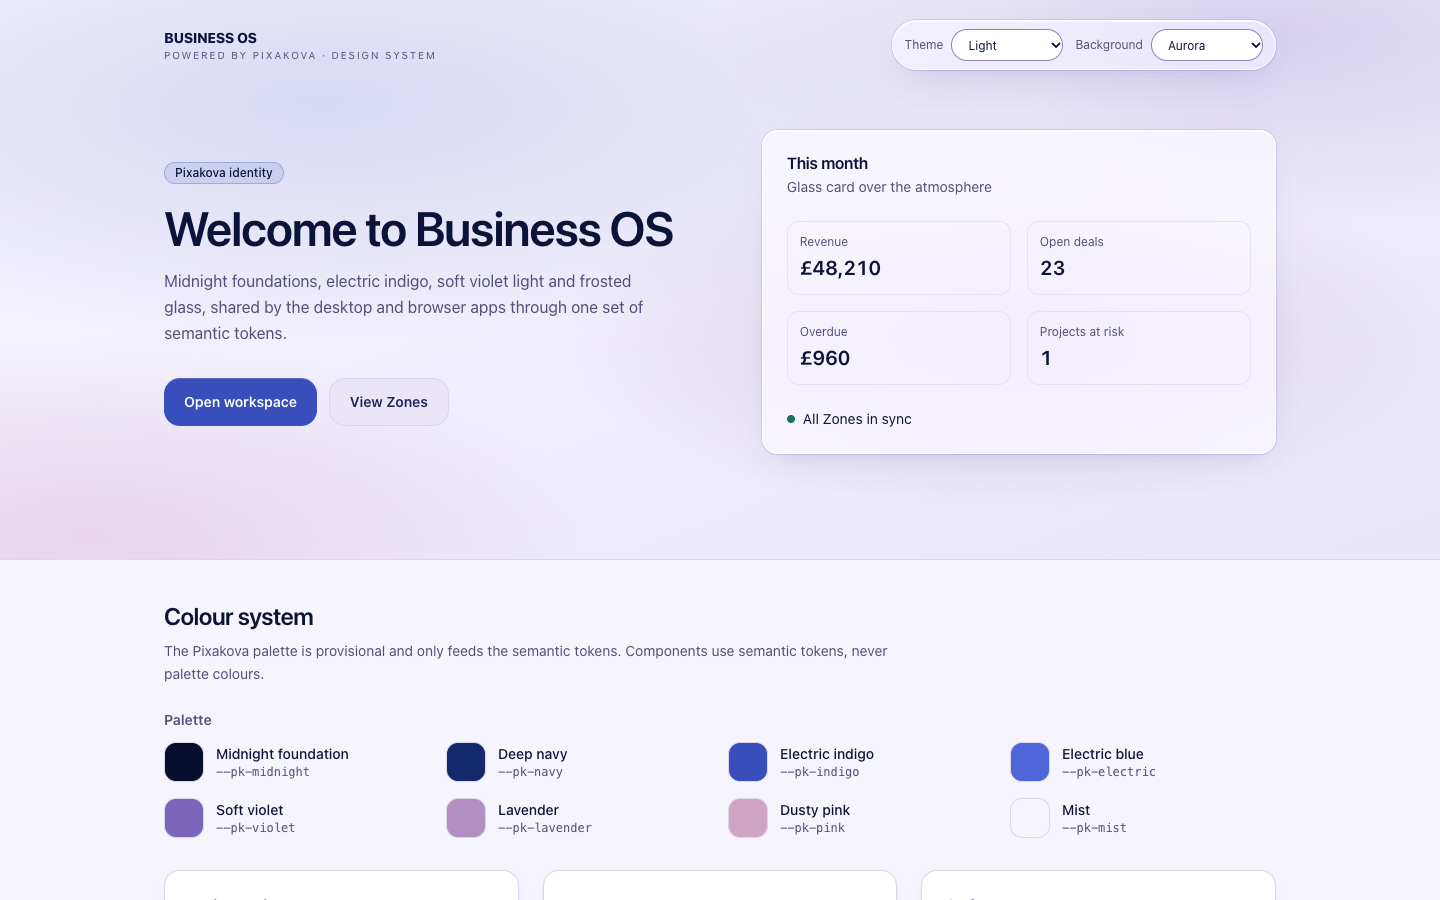 BUSINESS OS
POWERED BY PIXAKOVA · DESIGN SYSTEM
Theme Light Background Aurora
Pixakova identity
Welcome to Business OS
Midnight foundations, electric indigo, soft violet light and frosted
glass, shared by the desktop and browser apps through one set of
semantic tokens.
Open workspace View Zones
This month
Glass card over the atmosphere
Revenue
£48,210
Open deals
23
Overdue
£960
Projects at risk
1
All Zones in sync
Colour system
The Pixakova palette is provisional and only feeds the semantic tokens. Components use semantic tokens, never
palette colours.
Palette
Midnight foundation
--pk-midnight
Deep navy
--pk-navy
Electric indigo
--pk-indigo
Electric blue
--pk-electric
Soft violet
--pk-violet
Lavender
--pk-lavender
Dusty pink
--pk-pink
Mist
--pk-mist